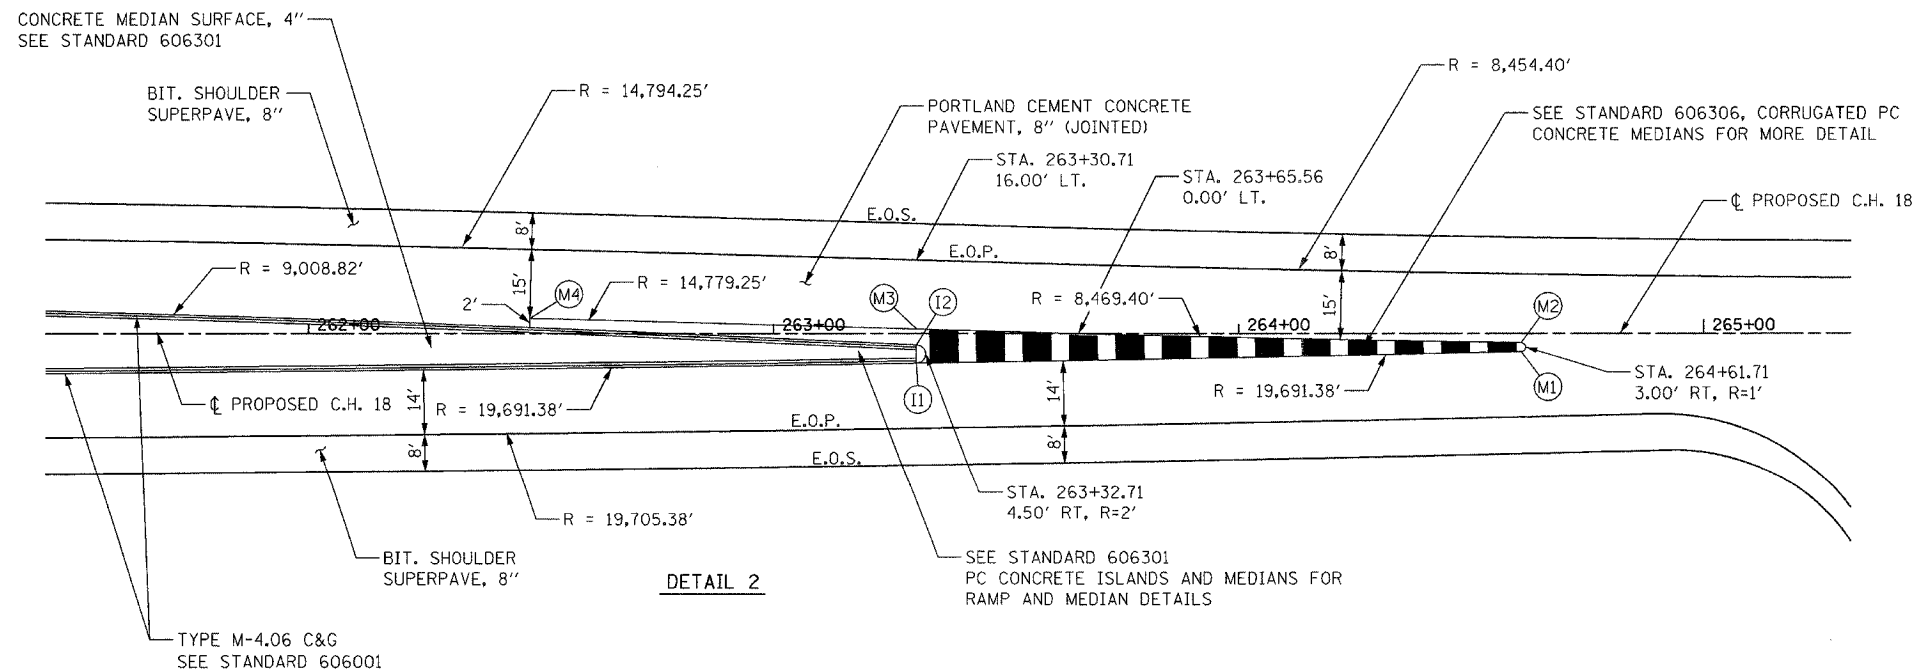 CONCRETE MEDIAN SURFACE, 4"
SEE STANDARD 606301
BIT. SHOULDER
SUPERPAVE, 8"
R = 14,794.25'
PORTLAND CEMENT CONCRETE
PAVEMENT, 8" (JOINTED)
STA. 263+30.71
16.00' LT.
STA. 263+65.56
0.00' LT.
R = 8,454.40'
SEE STANDARD 606306, CORRUGATED PC
CONCRETE MEDIANS FOR MORE DETAIL
℄ PROPOSED C.H. 18
E.O.S.
E.O.P.
8'
15'
8'
15'
R = 9,008.82'
2'
M4
R = 14,779.25'
M3
I2
R = 8,469.40'
M2
262+00
263+00
264+00
265+00
℄ PROPOSED C.H. 18
14'
R = 19,691.38'
I1
14'
R = 19,691.38'
M1
STA. 264+61.71
3.00' RT, R=1'
E.O.P.
8'
8'
E.O.S.
R = 19,705.38'
STA. 263+32.71
4.50' RT, R=2'
BIT. SHOULDER
SUPERPAVE, 8"
DETAIL 2
SEE STANDARD 606301
PC CONCRETE ISLANDS AND MEDIANS FOR
RAMP AND MEDIAN DETAILS
TYPE M-4.06 C&G
SEE STANDARD 606001